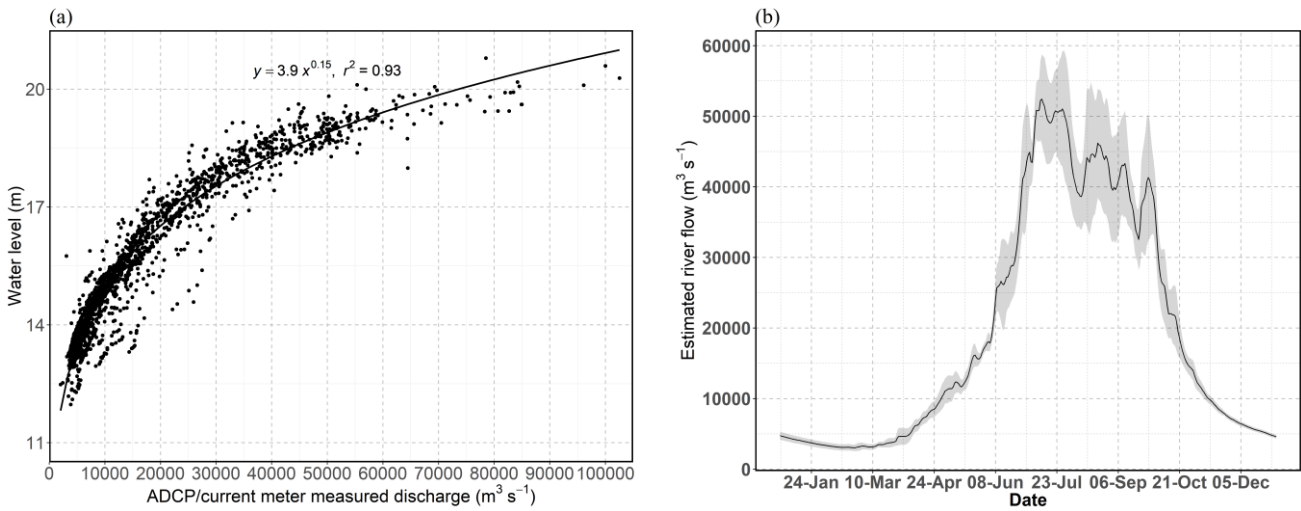 (a)
y = 3.9 x^0.15, r² = 0.93
20
17
14
11
Water level (m)
0 10000 20000 30000 40000 50000 60000 70000 80000 90000 100000
ADCP/current meter measured discharge (m³ s⁻¹)
(b)
60000
50000
40000
30000
20000
10000
0
Estimated river flow (m³ s⁻¹)
24-Jan 10-Mar 24-Apr 08-Jun 23-Jul 06-Sep 21-Oct 05-Dec
Date